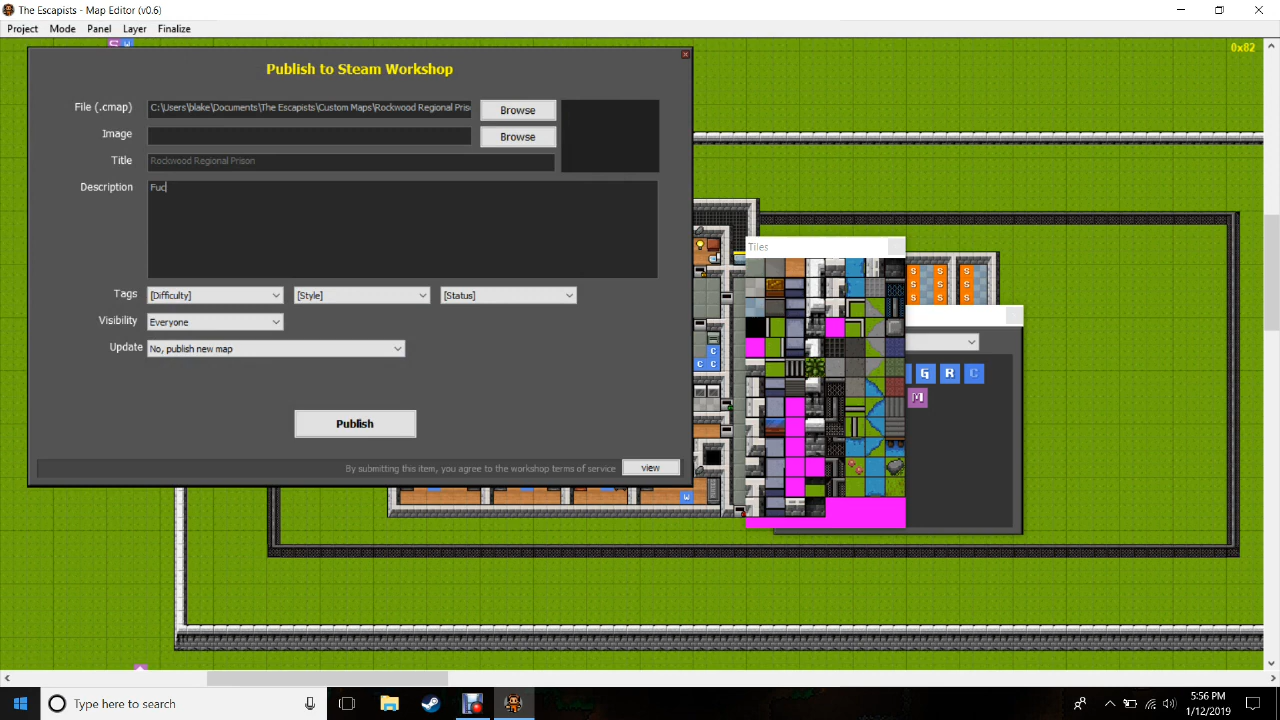 The Escapists - Map Editor (v0.6)
Project Mode Panel Layer Finalize
S W
0x82
Publish to Steam Workshop
File (.cmap) C:\Users\blake\Documents\The Escapists\Custom Maps\Rockwood Regional Priso Browse
Image Browse
Title Rockwood Regional Prison
Description Fuc
Tiles
S S S
S S S
S S S
Tags [Difficulty] [Style] [Status]
Visibility Everyone
Update No, publish new map
C
C C
G R C
M
Publish
By submitting this item, you agree to the workshop terms of service view
W
Type here to search
5:56 PM
1/12/2019